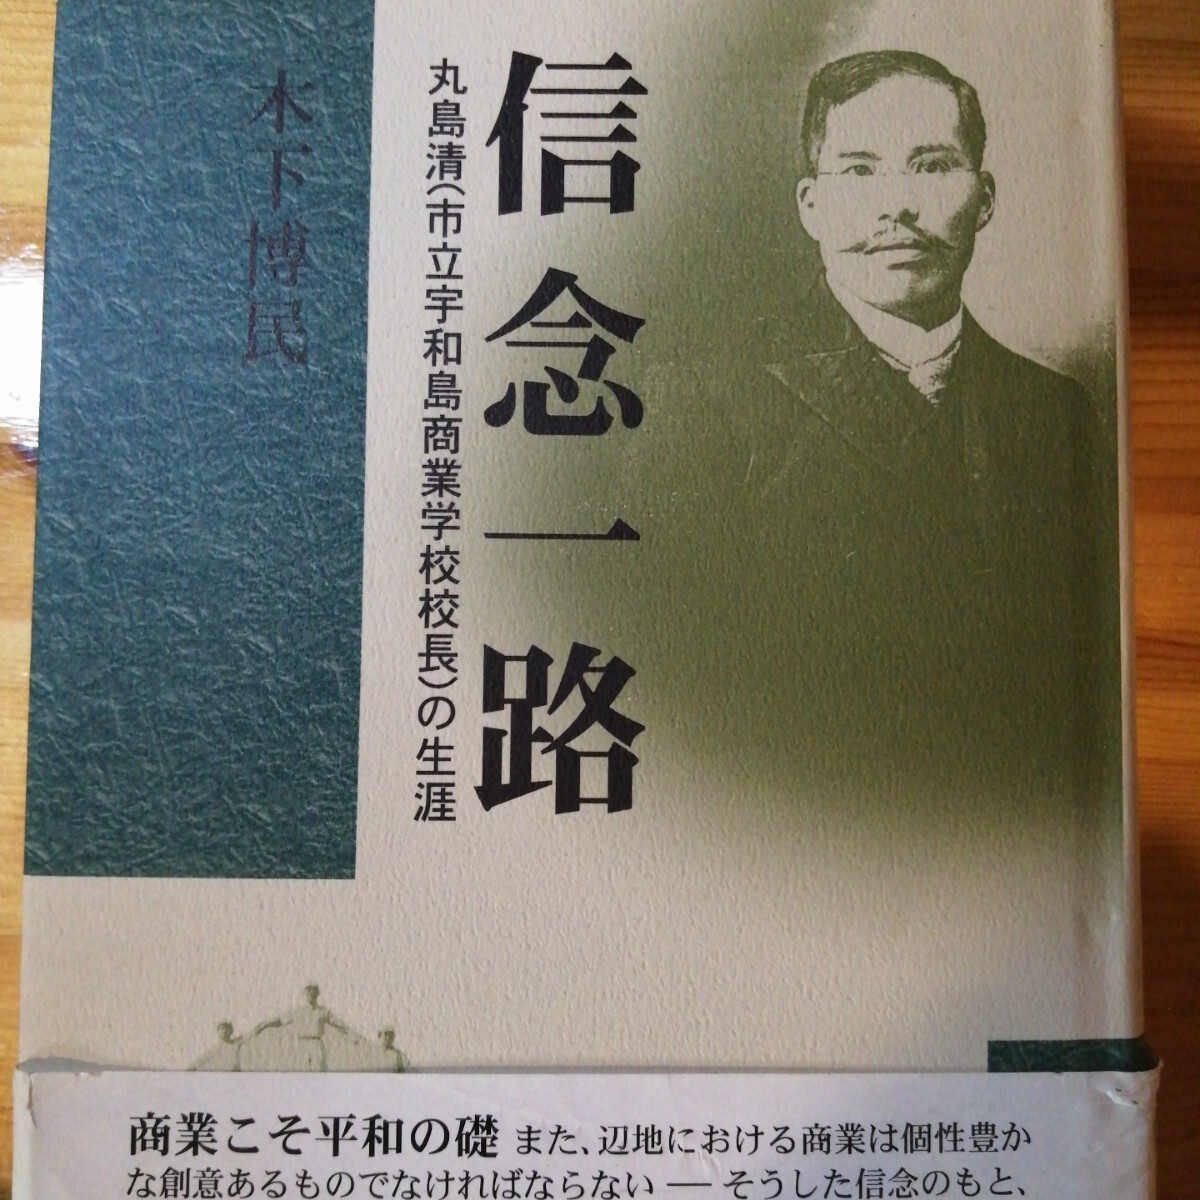 信念一路
丸島清（市立宇和島商業学校校長）の生涯
木下博民
商業こそ平和の礎 また、辺地における商業は個性豊か
な創意あるものでなければならない ── そうした信念のもと、